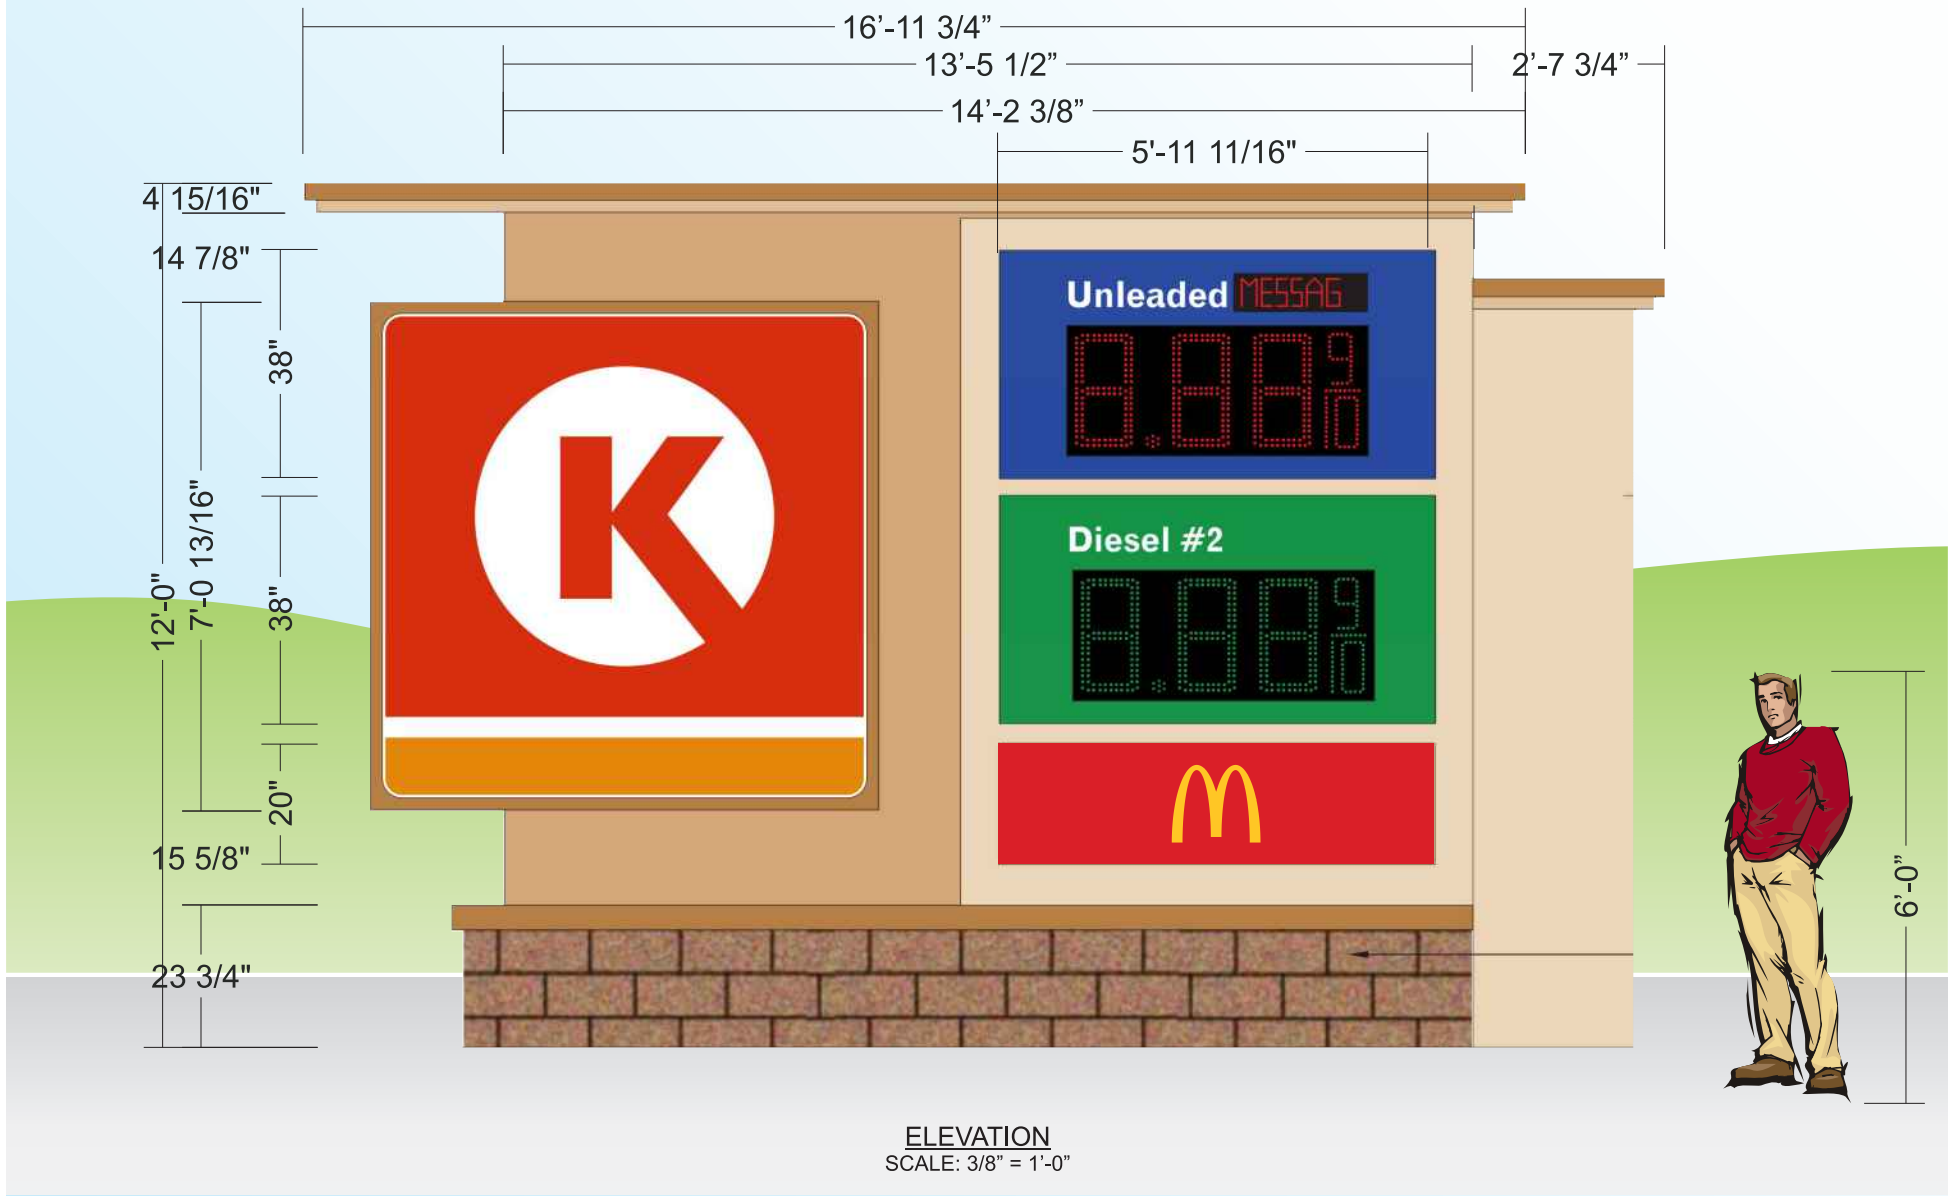 16’-11 3/4”
13’-5 1/2”
2’-7 3/4”
14’-2 3/8”
5'-11 11/16"
4 15/16"
14 7/8"
38"
7'-0 13/16"
12'-0"
38"
20"
15 5/8"
23 3/4"
Unleaded MESSAG
8.88 9/10
Diesel #2
8.88 9/10
K
M
6’-0”
ELEVATION
SCALE: 3/8” = 1’-0”